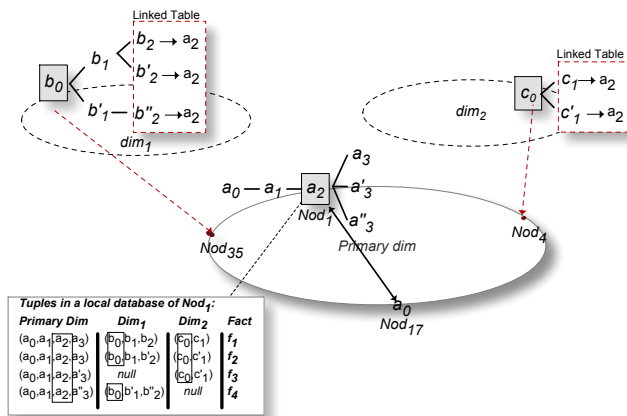 Linked Table
b0 b1 b2 → a2
b'2 → a2
b'1 b''2 → a2
dim1
Linked Table
c0 c1 → a2
c'1 → a2
dim2
a0 a1 a2 a3
a'3
a''3
Nod1
Nod35
Nod4
Primary dim
a0
Nod17
Tuples in a local database of Nod1:
Primary Dim Dim1 Dim2 Fact
(a0,a1,a2,a3) (b0,b1,b2) (c0,c1) f1
(a0,a1,a2,a3) (b0,b1,b'2) (c0,c'1) f2
(a0,a1,a2,a'3) null (c0,c'1) f3
(a0,a1,a2,a''3) (b0,b'1,b''2) null f4